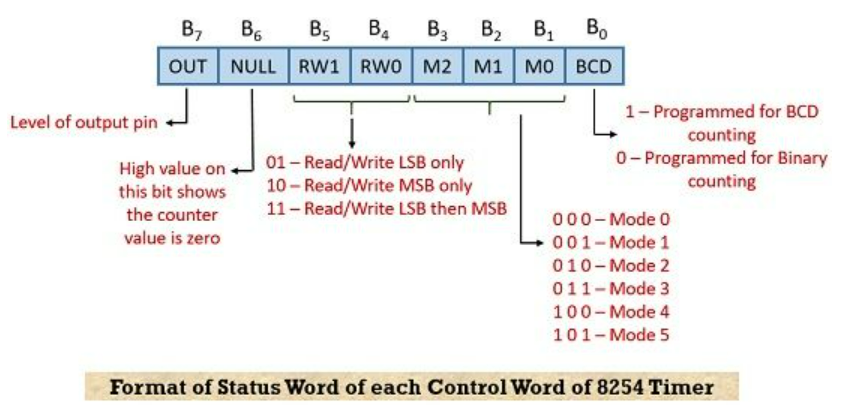 B7 B6 B5 B4 B3 B2 B1 B0
OUT NULL RW1 RW0 M2 M1 M0 BCD
Level of output pin
High value on
this bit shows
the counter
value is zero
01 – Read/Write LSB only
10 – Read/Write MSB only
11 – Read/Write LSB then MSB
1 – Programmed for BCD
counting
0 – Programmed for Binary
counting
0 0 0 – Mode 0
0 0 1 – Mode 1
0 1 0 – Mode 2
0 1 1 – Mode 3
1 0 0 – Mode 4
1 0 1 – Mode 5
Format of Status Word of each Control Word of 8254 Timer